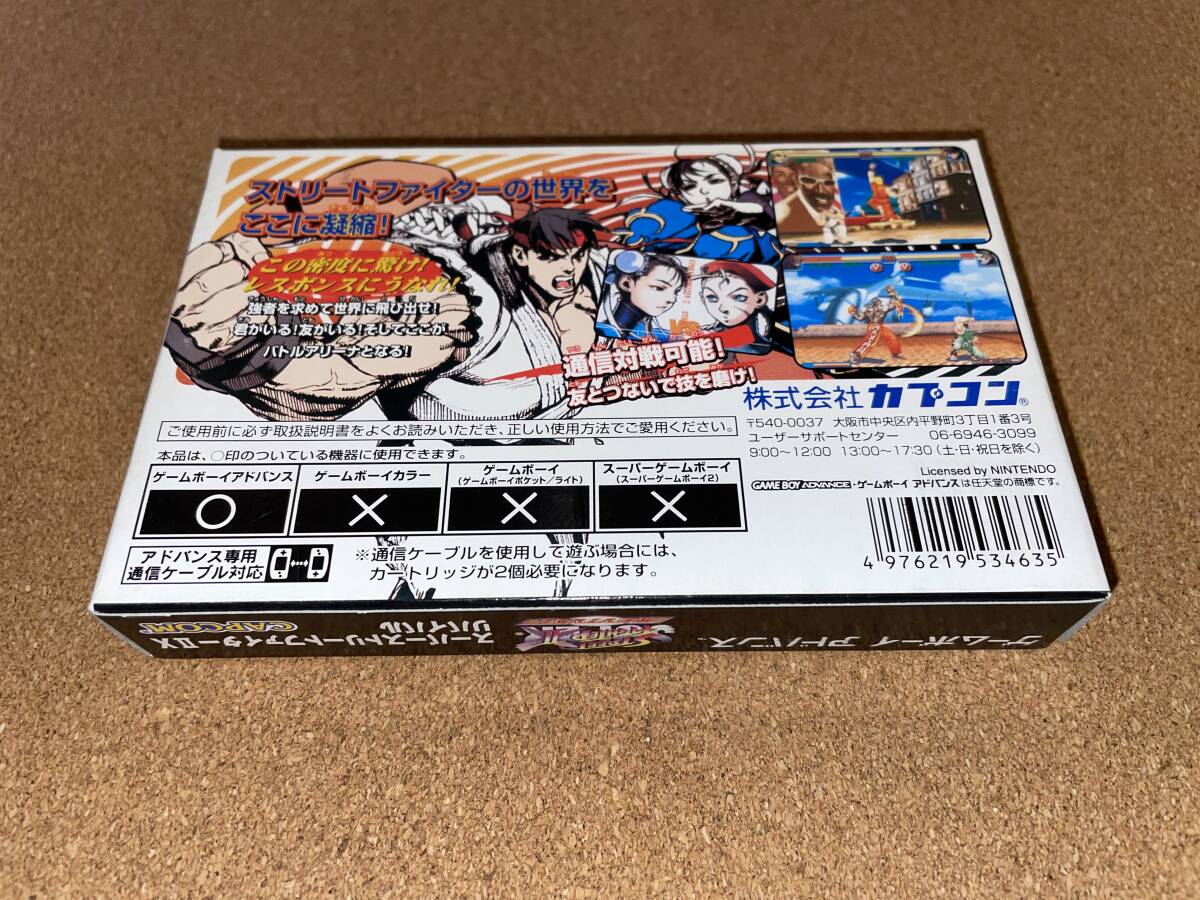 ストリートファイターの世界を
ここに凝縮!
この密度に驚け!
レスポンスにうなれ!
強者を求めて世界に飛び出せ!
君がいる!友がいる!そしてここが
バトルアリーナとなる!
VS
通信対戦可能!
友とつないで技を磨け!
株式会社 カプコン®
〒540-0037 大阪市中央区内平野町3丁目1番3号
ユーザーサポートセンター 06-6946-3099
9:00~12:00 13:00~17:30 (土・日・祝日を除く)
Licensed by NINTENDO
GAME BOY ADVANCE・ゲームボーイ アドバンスは任天堂の商標です。
ご使用前に必ず取扱説明書をよくお読みいただき、正しい使用方法でご愛用ください。
本品は、○印のついている機器に使用できます。
ゲームボーイアドバンス ゲームボーイカラー ゲームボーイ スーパーゲームボーイ
(ゲームボーイポケット/ライト) (スーパーゲームボーイ2)
○ × × ×
アドバンス専用
通信ケーブル対応
※通信ケーブルを使用して遊ぶ場合には、
カートリッジが2個必要になります。
4 976219 534635
ゲームボーイ アドバンス™
スーパーストリートファイターⅡX
リバイバル
CAPCOM